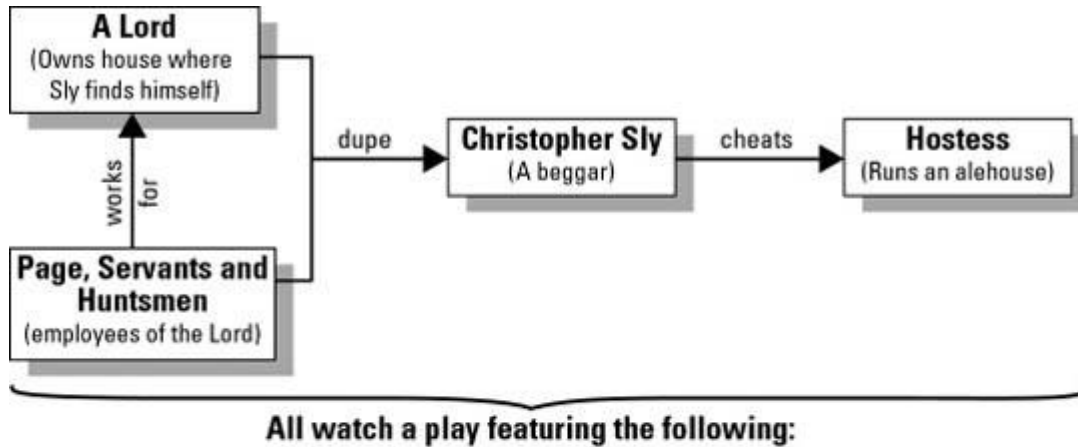 A Lord
(Owns house where
Sly finds himself)
dupe
Christopher Sly
(A beggar)
cheats
Hostess
(Runs an alehouse)
works
for
Page, Servants and
Huntsmen
(employees of the Lord)
All watch a play featuring the following: